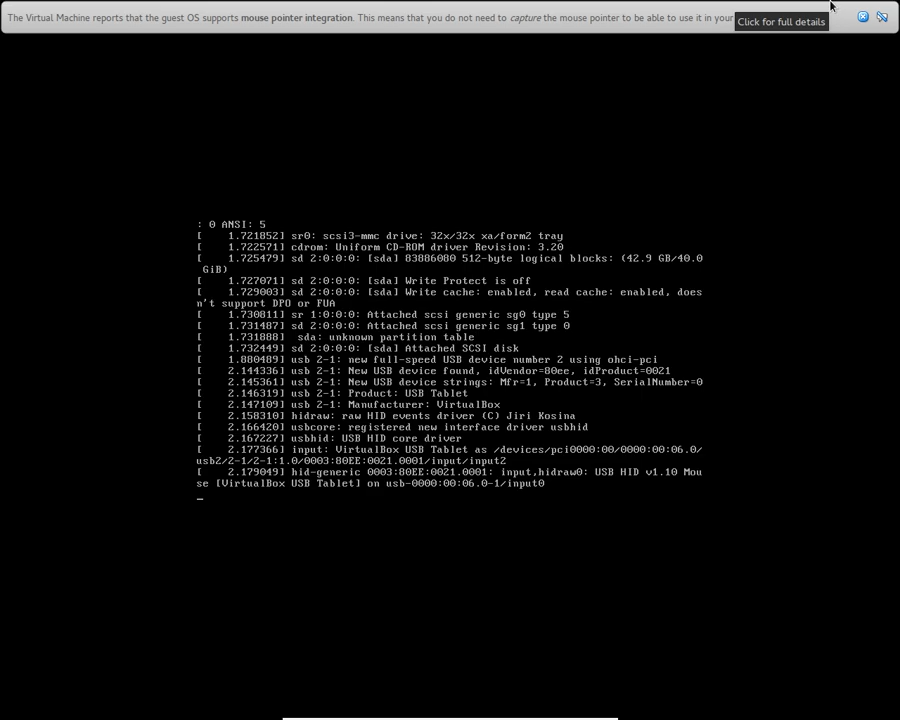 The Virtual Machine reports that the guest OS supports mouse pointer integration. This means that you do not need to capture the mouse pointer to be able to use it in your
Click for full details
: 0 ANSI: 5
[    1.721852] sr0: scsi3-mmc drive: 32x/32x xa/form2 tray
[    1.722571] cdrom: Uniform CD-ROM driver Revision: 3.20
[    1.725479] sd 2:0:0:0: [sda] 83886080 512-byte logical blocks: (42.9 GB/40.0
 GiB)
[    1.727071] sd 2:0:0:0: [sda] Write Protect is off
[    1.729003] sd 2:0:0:0: [sda] Write cache: enabled, read cache: enabled, does
n't support DPO or FUA
[    1.730811] sr 1:0:0:0: Attached scsi generic sg0 type 5
[    1.731487] sd 2:0:0:0: Attached scsi generic sg1 type 0
[    1.731888]  sda: unknown partition table
[    1.732449] sd 2:0:0:0: [sda] Attached SCSI disk
[    1.880489] usb 2-1: new full-speed USB device number 2 using ohci-pci
[    2.144336] usb 2-1: New USB device found, idVendor=80ee, idProduct=0021
[    2.145361] usb 2-1: New USB device strings: Mfr=1, Product=3, SerialNumber=0
[    2.146319] usb 2-1: Product: USB Tablet
[    2.147109] usb 2-1: Manufacturer: VirtualBox
[    2.158310] hidraw: raw HID events driver (C) Jiri Kosina
[    2.166420] usbcore: registered new interface driver usbhid
[    2.167227] usbhid: USB HID core driver
[    2.177366] input: VirtualBox USB Tablet as /devices/pci0000:00/0000:00:06.0/
usb2/2-1/2-1:1.0/0003:80EE:0021.0001/input/input2
[    2.179049] hid-generic 0003:80EE:0021.0001: input,hidraw0: USB HID v1.10 Mou
se [VirtualBox USB Tablet] on usb-0000:00:06.0-1/input0
_